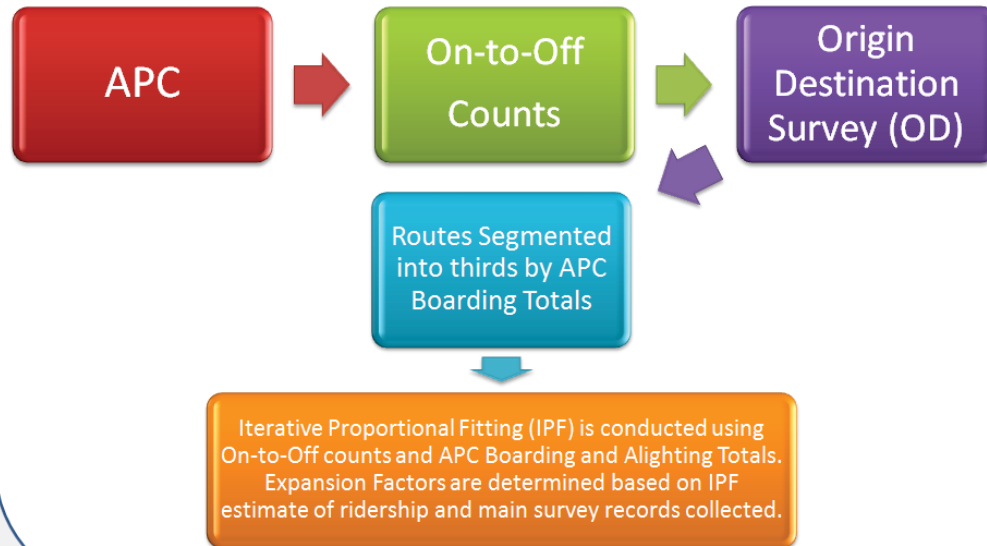 APC
On-to-Off
Counts
Origin
Destination
Survey (OD)
Routes Segmented
into thirds by APC
Boarding Totals
Iterative Proportional Fitting (IPF) is conducted using
On-to-Off counts and APC Boarding and Alighting Totals.
Expansion Factors are determined based on IPF
estimate of ridership and main survey records collected.